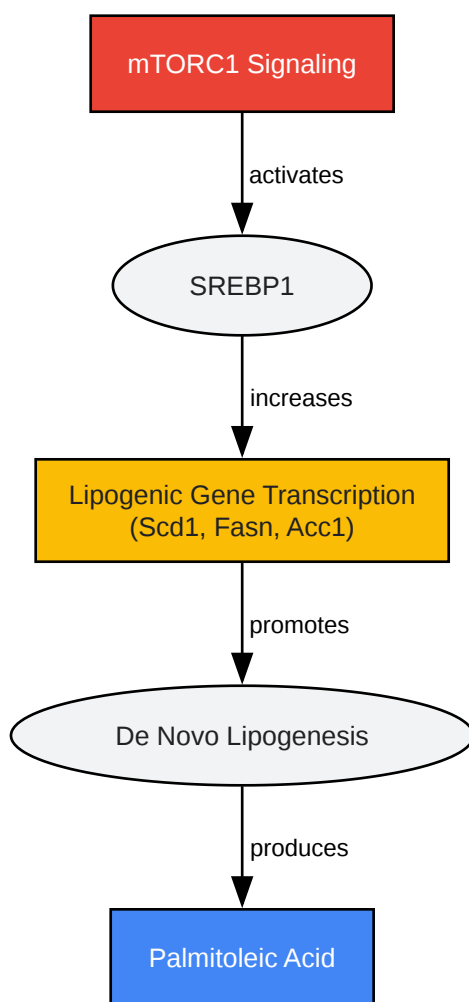 mTORC1 Signaling
activates
SREBP1
increases
Lipogenic Gene Transcription
(Scd1, Fasn, Acc1)
promotes
De Novo Lipogenesis
produces
Palmitoleic Acid